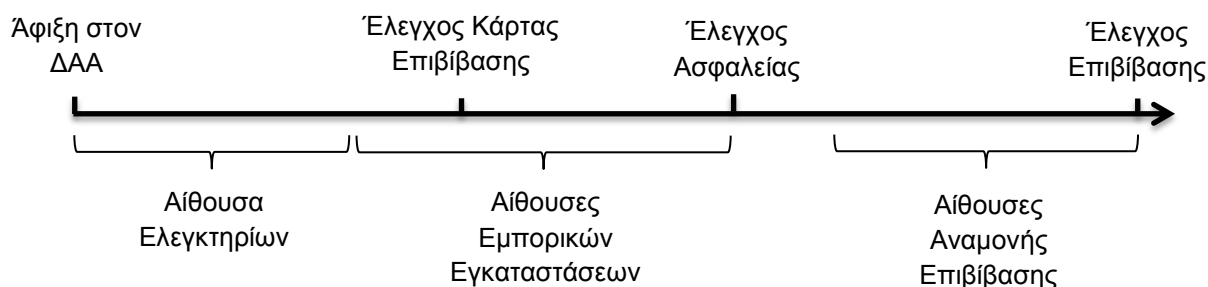 Άφιξη στον
ΔΑΑ
Έλεγχος Κάρτας
Επιβίβασης
Έλεγχος
Ασφαλείας
Έλεγχος
Επιβίβασης
Αίθουσα
Ελεγκτηρίων
Αίθουσες
Εμπορικών
Εγκαταστάσεων
Αίθουσες
Αναμονής
Επιβίβασης